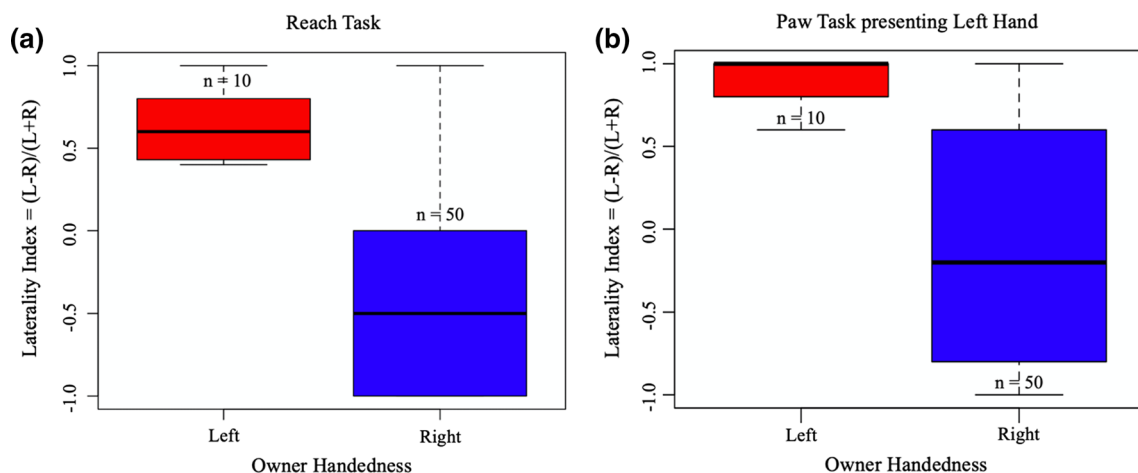 (a)
Reach Task
Laterality Index = (L-R)/(L+R)
1.0
0.5
0.0
-0.5
-1.0
n = 10
n = 50
Left
Right
Owner Handedness
(b)
Paw Task presenting Left Hand
Laterality Index = (L-R)/(L+R)
1.0
0.5
0.0
-0.5
-1.0
n = 10
n = 50
Left
Right
Owner Handedness